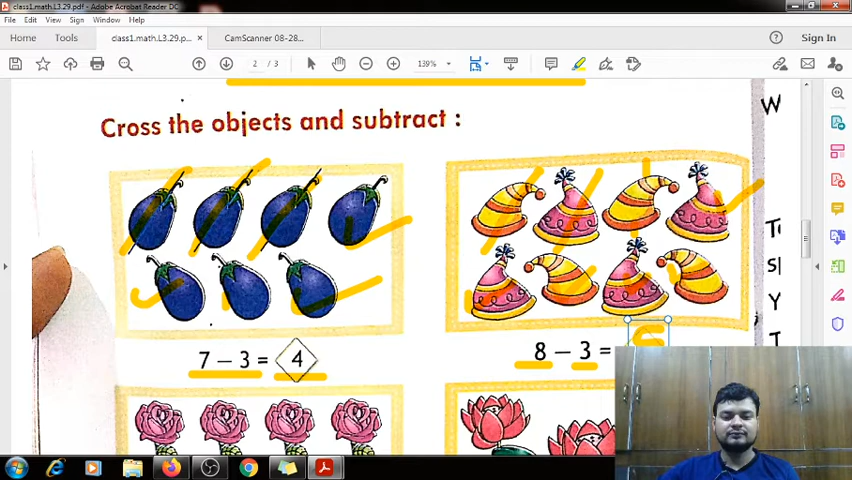 class1.math.L3.29.pdf - Adobe Acrobat Reader DC
File Edit View Sign Window Help
Home Tools class1.math.L3.29.p... × CamScanner 08-28... Sign In
2 / 3 139%
W
Cross the objects and subtract :
7 – 3 = 4
8 – 3 =
Y